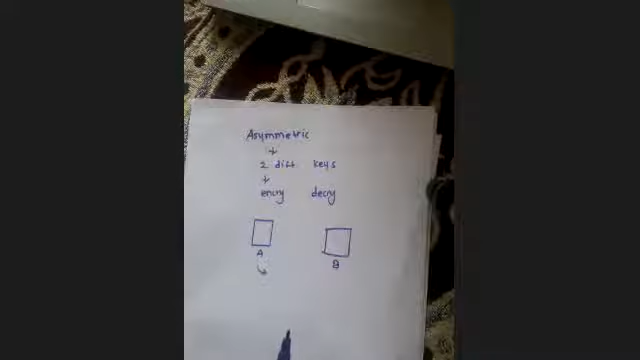 Asymmetric
2 diff. keys
encry decry
A
B